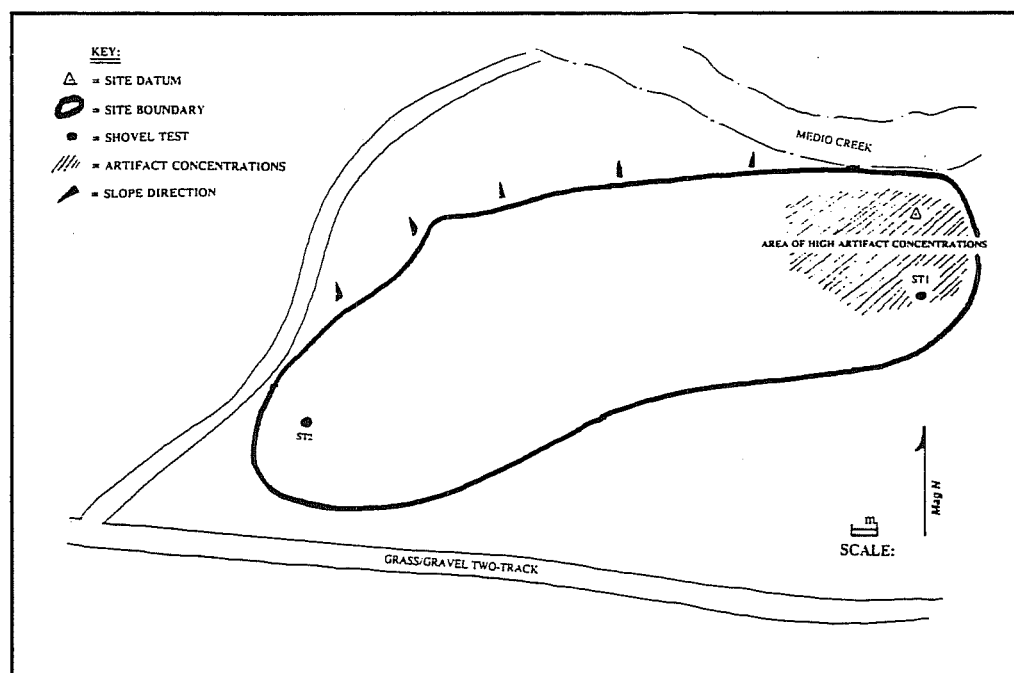 KEY:
= SITE DATUM
= SITE BOUNDARY
= SHOVEL TEST
= ARTIFACT CONCENTRATIONS
= SLOPE DIRECTION
MEDIO CREEK
AREA OF HIGH ARTIFACT CONCENTRATIONS
ST1
ST2
Mag N
m
SCALE:
GRASS/GRAVEL TWO-TRACK